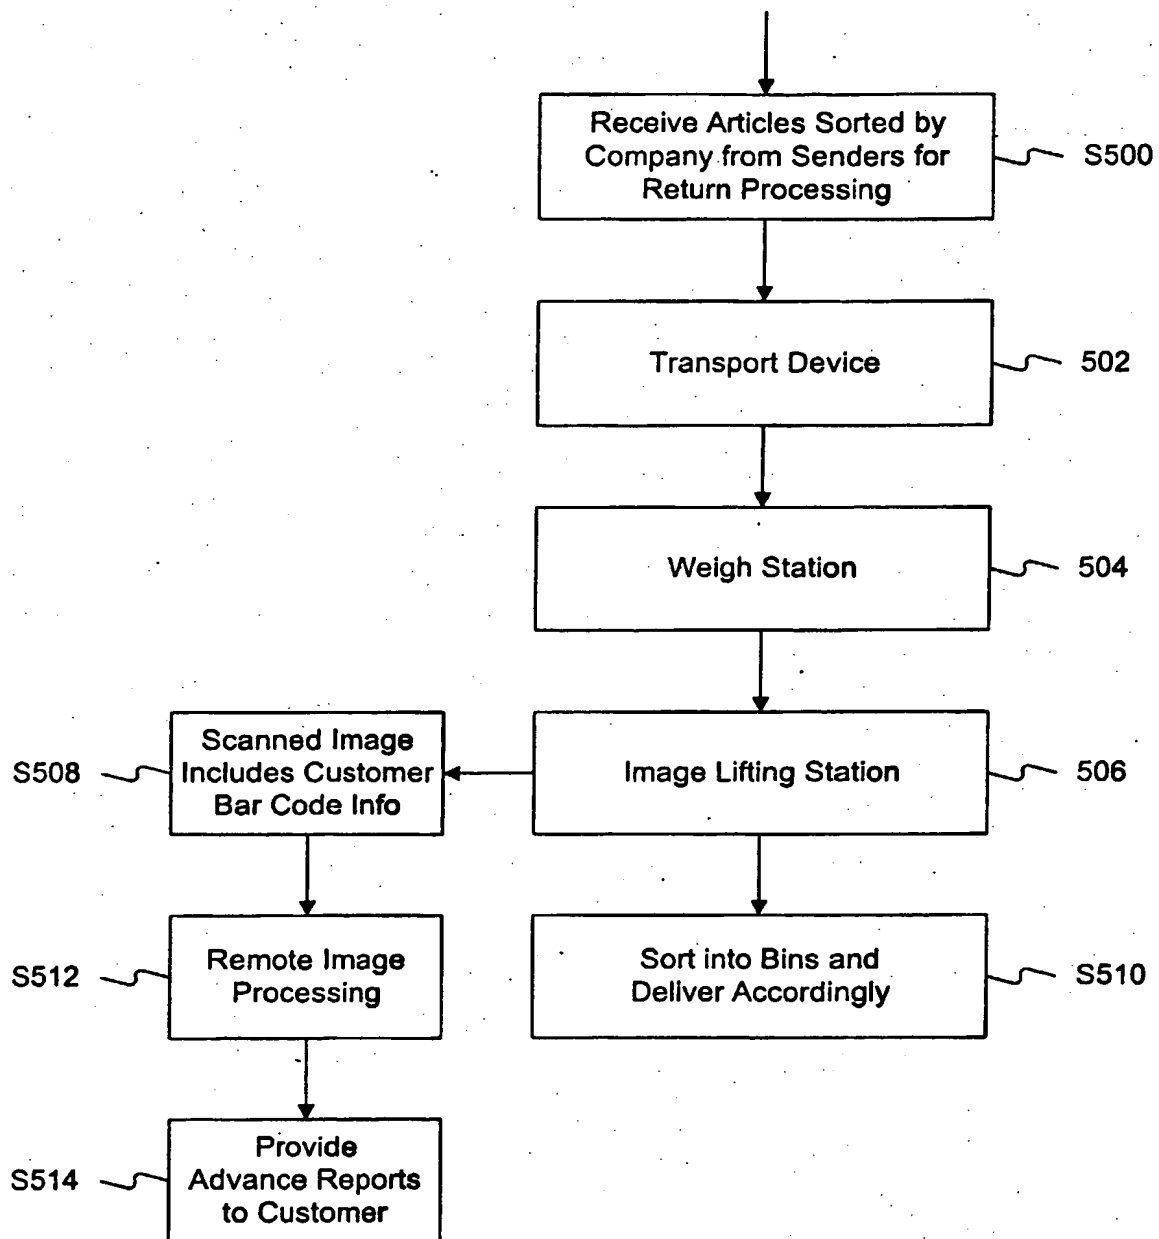 Receive Articles Sorted by
Company from Senders for
Return Processing
S500
Transport Device
502
Weigh Station
504
Scanned Image
Includes Customer
Bar Code Info
S508
Image Lifting Station
506
Remote Image
Processing
S512
Sort into Bins and
Deliver Accordingly
S510
Provide
Advance Reports
to Customer
S514